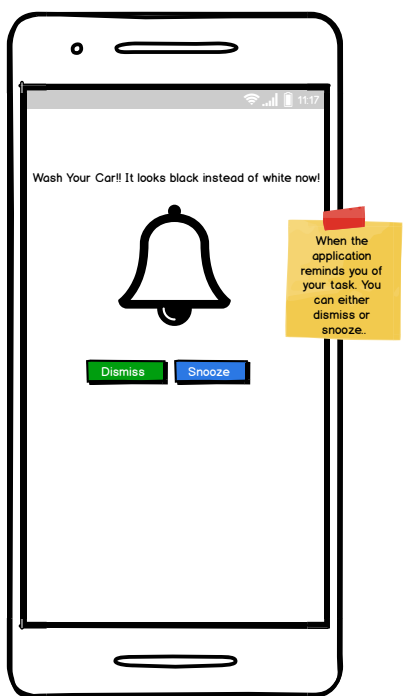 11:17
Wash Your Car!! It looks black instead of white now!
When the
application
reminds you of
your task. You
can either
dismiss or
snooze..
Dismiss
Snooze